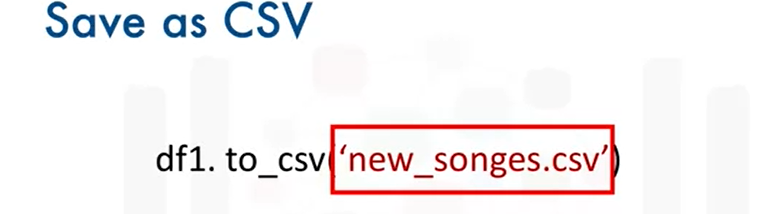 Save as CSV
df1. to_csv(‘new_songes.csv’)